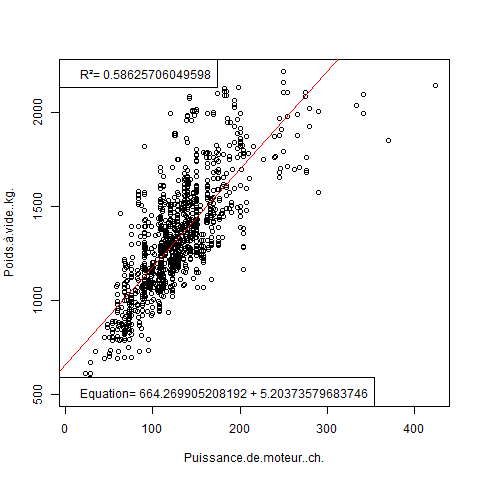 R²= 0.58625706049598
Poids.à.vide..kg.
2000
1500
1000
500
Equation= 664.269905208192 + 5.20373579683746
0 100 200 300 400
Puissance.de.moteur..ch.